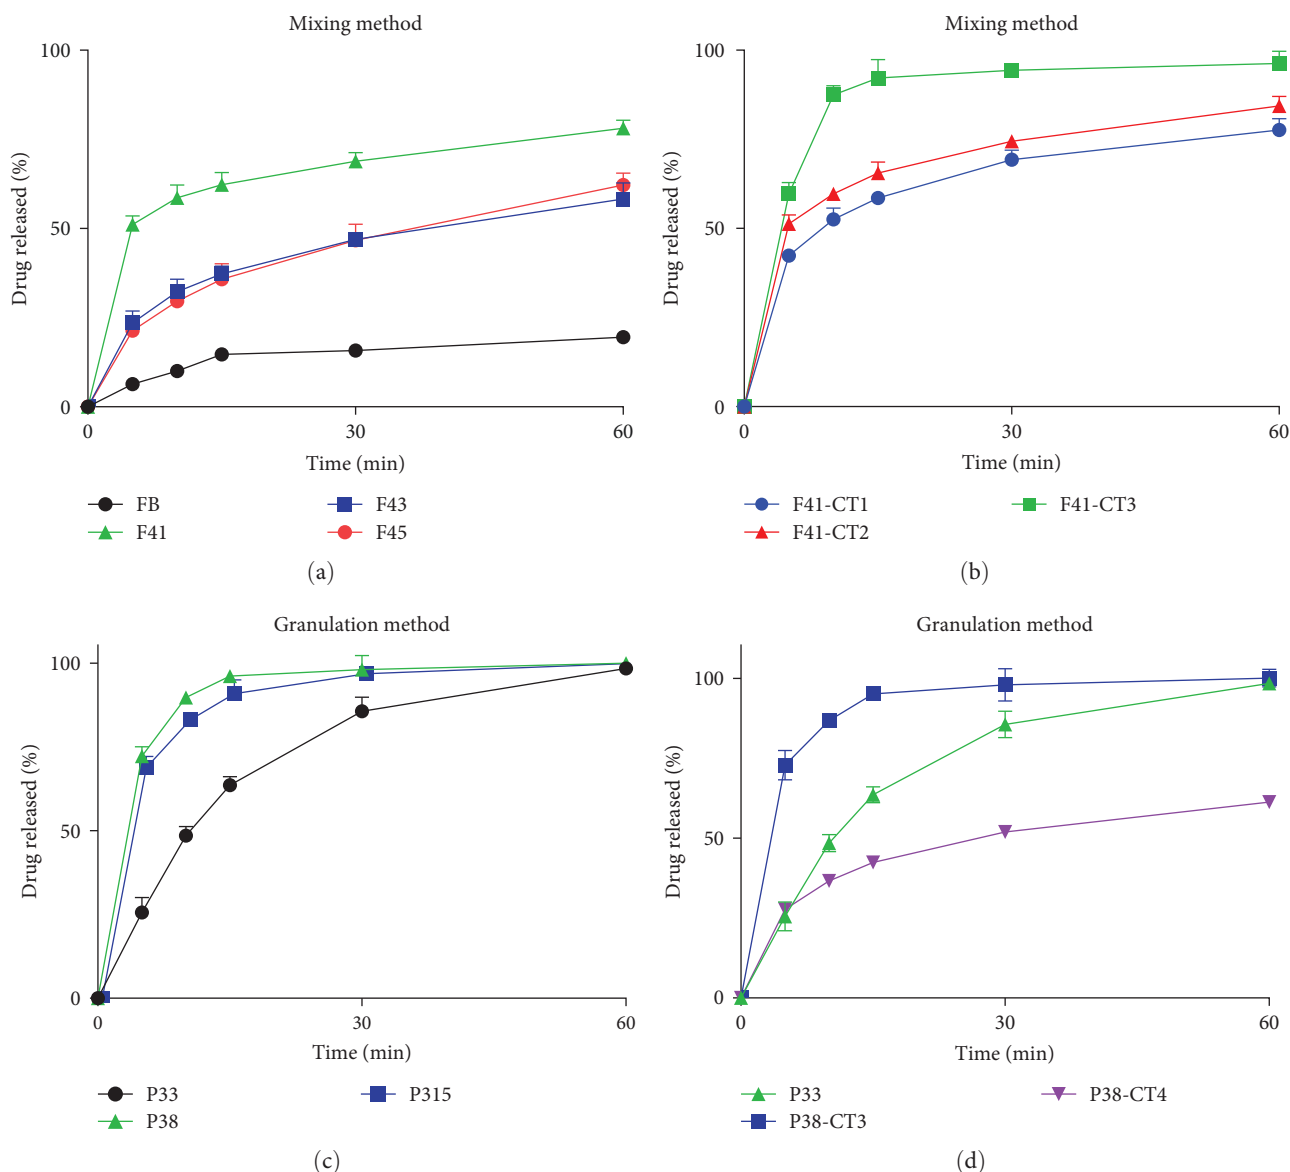 Mixing method
100
50
0
Drug released (%)
0 30 60
Time (min)
FB F43
F41 F45
(a)
Mixing method
100
50
0
Drug released (%)
0 30 60
Time (min)
F41-CT1 F41-CT3
F41-CT2
(b)
Granulation method
100
50
0
Drug released (%)
0 30 60
Time (min)
P33 P315
P38
(c)
Granulation method
100
50
0
Drug released (%)
0 30 60
Time (min)
P33 P38-CT4
P38-CT3
(d)